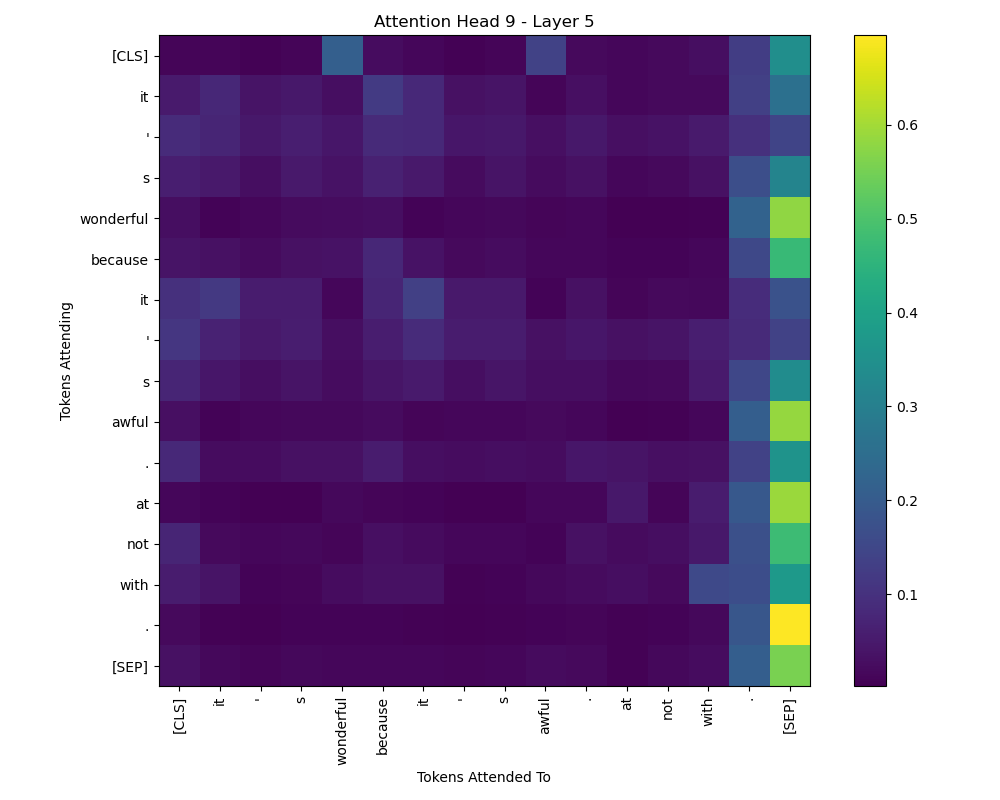 Attention Head 9 - Layer 5
Tokens Attending
[CLS]
it
'
s
wonderful
because
it
'
s
awful
.
at
not
with
.
[SEP]
[CLS]
it
'
s
wonderful
because
it
'
s
awful
.
at
not
with
.
[SEP]
Tokens Attended To
0.6
0.5
0.4
0.3
0.2
0.1